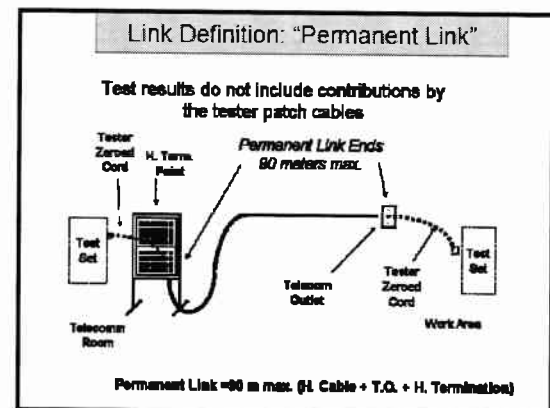 Link Definition: "Permanent Link"
Test results do not include contributions by
the tester patch cables
Tester
Zeroed
Cord
H. Term.
Point
Permanent Link Ends
90 meters max.
Test
Set
Test
Set
Telecom
Outlet
Tester
Zeroed
Cord
Telecomm
Room
Work Area
Permanent Link =90 m max. (H. Cable + T.O. + H. Termination)